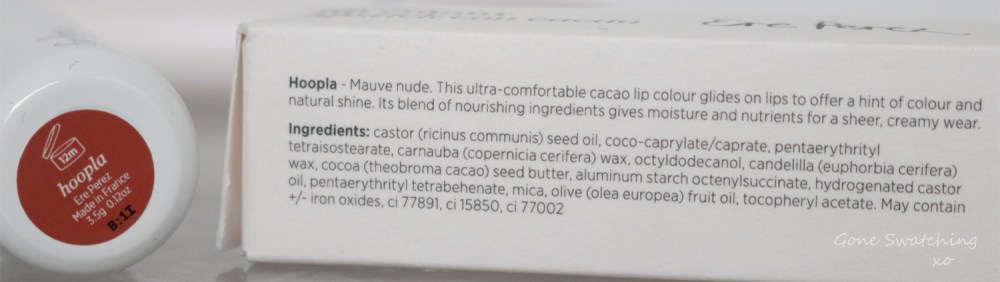 Ere Perez
12m
hoopla
Ere Perez
Made in France
3.5g 0.12oz
B:1I
Hoopla - Mauve nude. This ultra-comfortable cacao lip colour glides on lips to offer a hint of colour and
natural shine. Its blend of nourishing ingredients gives moisture and nutrients for a sheer, creamy wear.
Ingredients: castor (ricinus communis) seed oil, coco-caprylate/caprate, pentaerythrityl
tetraisostearate, carnauba (copernicia cerifera) wax, octyldodecanol, candelilla (euphorbia cerifera)
wax, cocoa (theobroma cacao) seed butter, aluminum starch octenylsuccinate, hydrogenated castor
oil, pentaerythrityl tetrabehenate, mica, olive (olea europea) fruit oil, tocopheryl acetate. May contain
+/- iron oxides, ci 77891, ci 15850, ci 77002
Gone Swatching
xo